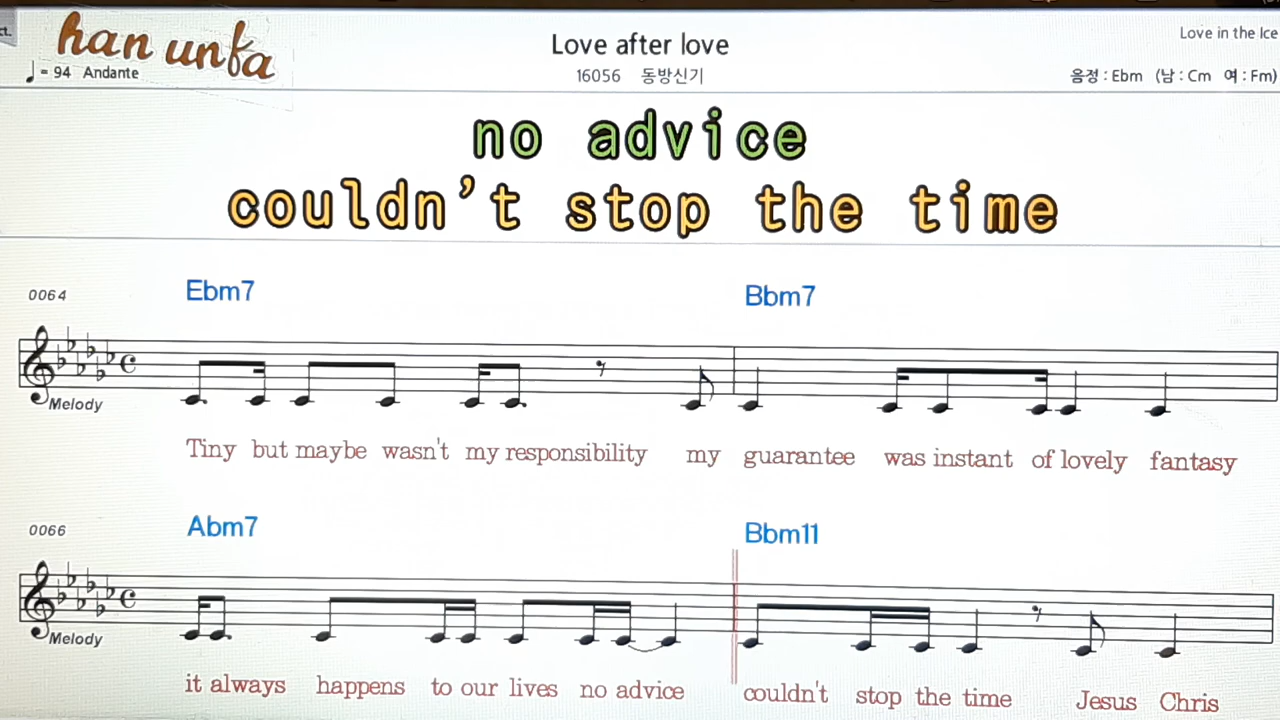 ct.
han unfa
Love after love
Love in the Ice
♩ = 94 Andante
16056 동방신기
음정 : Ebm (남 : Cm 여 : Fm)
no advice
couldn't stop the time
0064
Ebm7
Bbm7
Melody
Tiny but maybe wasn't my responsibility my guarantee was instant of lovely fantasy
0066
Abm7
Bbm11
Melody
it always happens to our lives no advice couldn't stop the time Jesus Chris